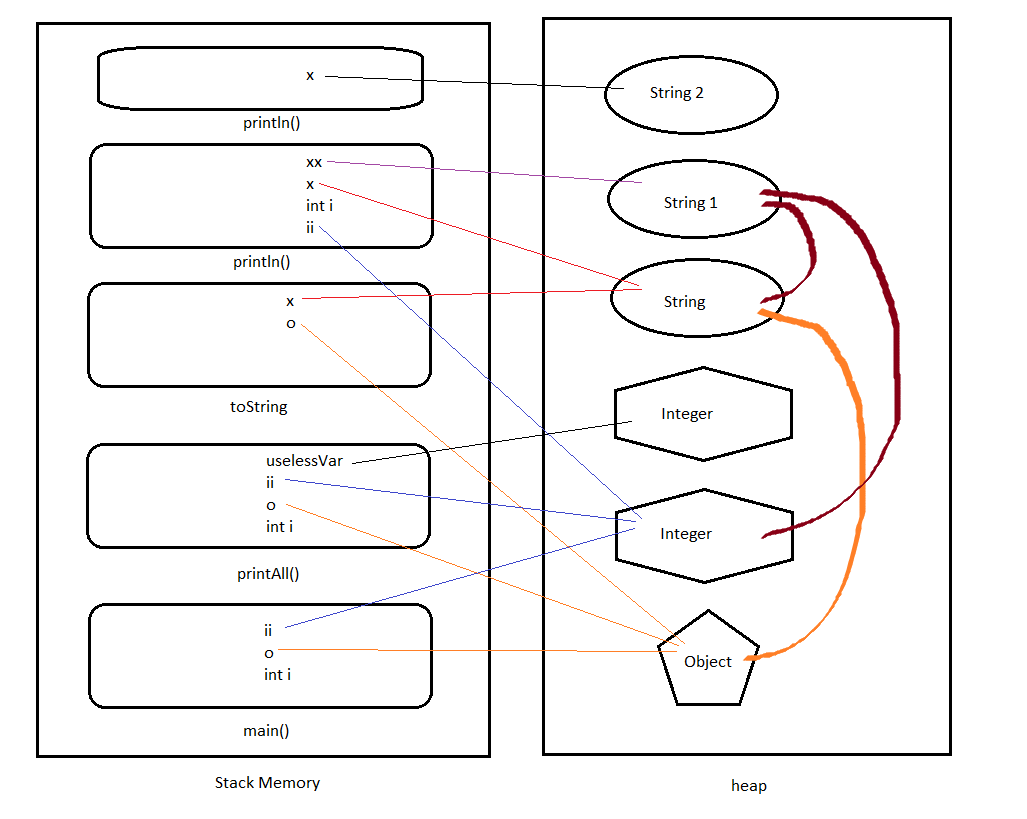 x
println()
xx
x
int i
ii
println()
x
o
toString
uselessVar
ii
o
int i
printAll()
ii
o
int i
main()
Stack Memory
String 2
String 1
String
Integer
Integer
Object
heap